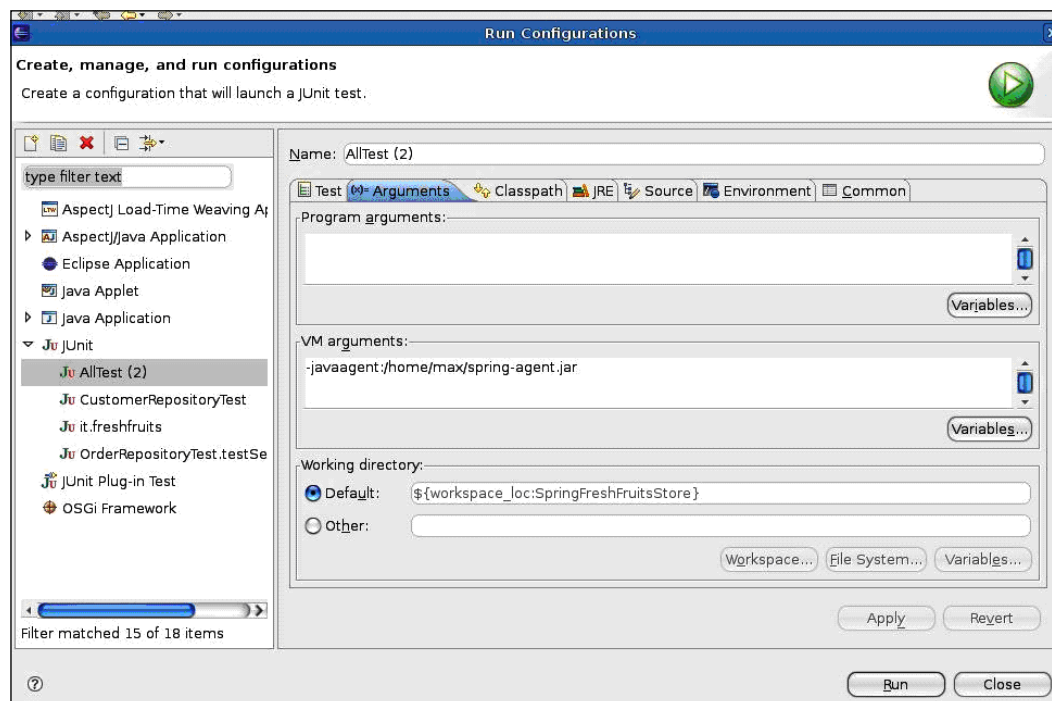 Run Configurations
Create, manage, and run configurations
Create a configuration that will launch a JUnit test.
type filter text
AspectJ Load-Time Weaving Ap
AspectJ/Java Application
Eclipse Application
Java Applet
Java Application
JUnit
AllTest (2)
CustomerRepositoryTest
it.freshfruits
OrderRepositoryTest.testSe
JUnit Plug-in Test
OSGi Framework
Filter matched 15 of 18 items
Name: AllTest (2)
Test (x)= Arguments Classpath JRE Source Environment Common
Program arguments:
Variables...
VM arguments:
-javaagent:/home/max/spring-agent.jar
Variables...
Working directory:
Default: ${workspace_loc:SpringFreshFruitsStore}
Other:
Workspace... File System... Variables...
Apply Revert
Run Close